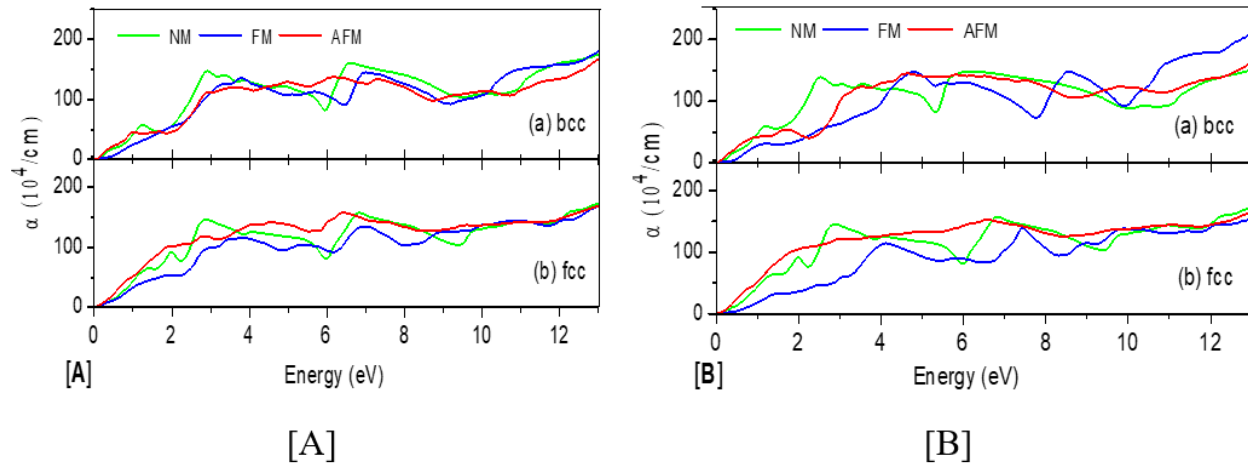 200
NM FM AFM
100
(a) bcc
0
α (10⁴/cm)
200
100
(b) fcc
0
0 2 4 6 8 10 12
[A] Energy (eV)
[A]
200
NM FM AFM
100
(a) bcc
0
α (10⁴/cm)
200
100
(b) fcc
0
0 2 4 6 8 10 12
[B] Energy (eV)
[B]